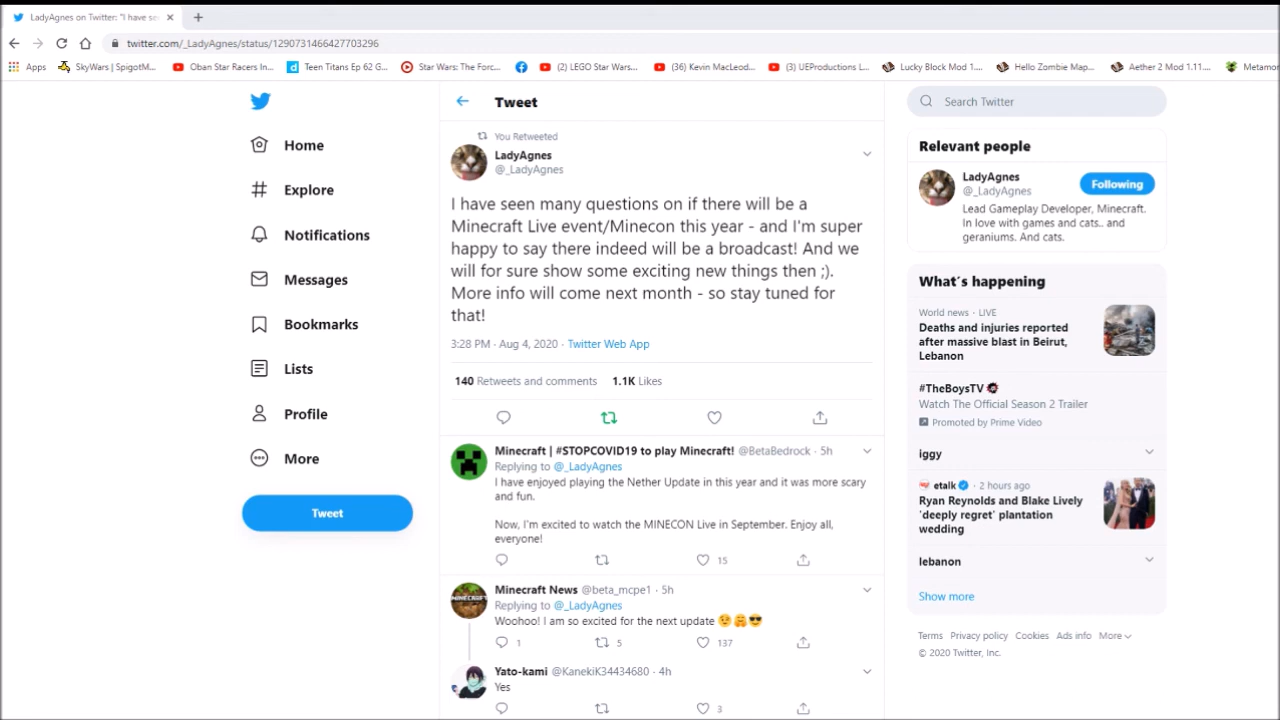 LadyAgnes on Twitter: "I have se
twitter.com/_LadyAgnes/status/1290731466427703296
Apps
SkyWars | SpigotM...
Oban Star Racers In...
Teen Titans Ep 62 G...
Star Wars: The Forc...
(2) LEGO Star Wars...
(36) Kevin MacLeod...
(3) UEProductions L...
Lucky Block Mod 1....
Hello Zombie Map...
Aether 2 Mod 1.11....
Metamor
Home
Explore
Notifications
Messages
Bookmarks
Lists
Profile
More
Tweet
Tweet
You Retweeted
LadyAgnes
@_LadyAgnes
I have seen many questions on if there will be a
Minecraft Live event/Minecon this year - and I'm super
happy to say there indeed will be a broadcast! And we
will for sure show some exciting new things then ;).
More info will come next month - so stay tuned for
that!
3:28 PM · Aug 4, 2020 · Twitter Web App
140 Retweets and comments 1.1K Likes
Minecraft | #STOPCOVID19 to play Minecraft! @BetaBedrock · 5h
Replying to @_LadyAgnes
I have enjoyed playing the Nether Update in this year and it was more scary
and fun.
Now, I'm excited to watch the MINECON Live in September. Enjoy all,
everyone!
15
Minecraft News @beta_mcpe1 · 5h
Replying to @_LadyAgnes
Woohoo! I am so excited for the next update 😉🤗😎
1 5 137
Yato-kami @KanekiK34434680 · 4h
Yes
3
Search Twitter
Relevant people
LadyAgnes
@_LadyAgnes
Following
Lead Gameplay Developer, Minecraft.
In love with games and cats.. and
geraniums. And cats.
What's happening
World news · LIVE
Deaths and injuries reported
after massive blast in Beirut,
Lebanon
#TheBoysTV
Watch The Official Season 2 Trailer
Promoted by Prime Video
iggy
etalk · 2 hours ago
Ryan Reynolds and Blake Lively
'deeply regret' plantation
wedding
lebanon
Show more
Terms Privacy policy Cookies Ads info More
© 2020 Twitter, Inc.